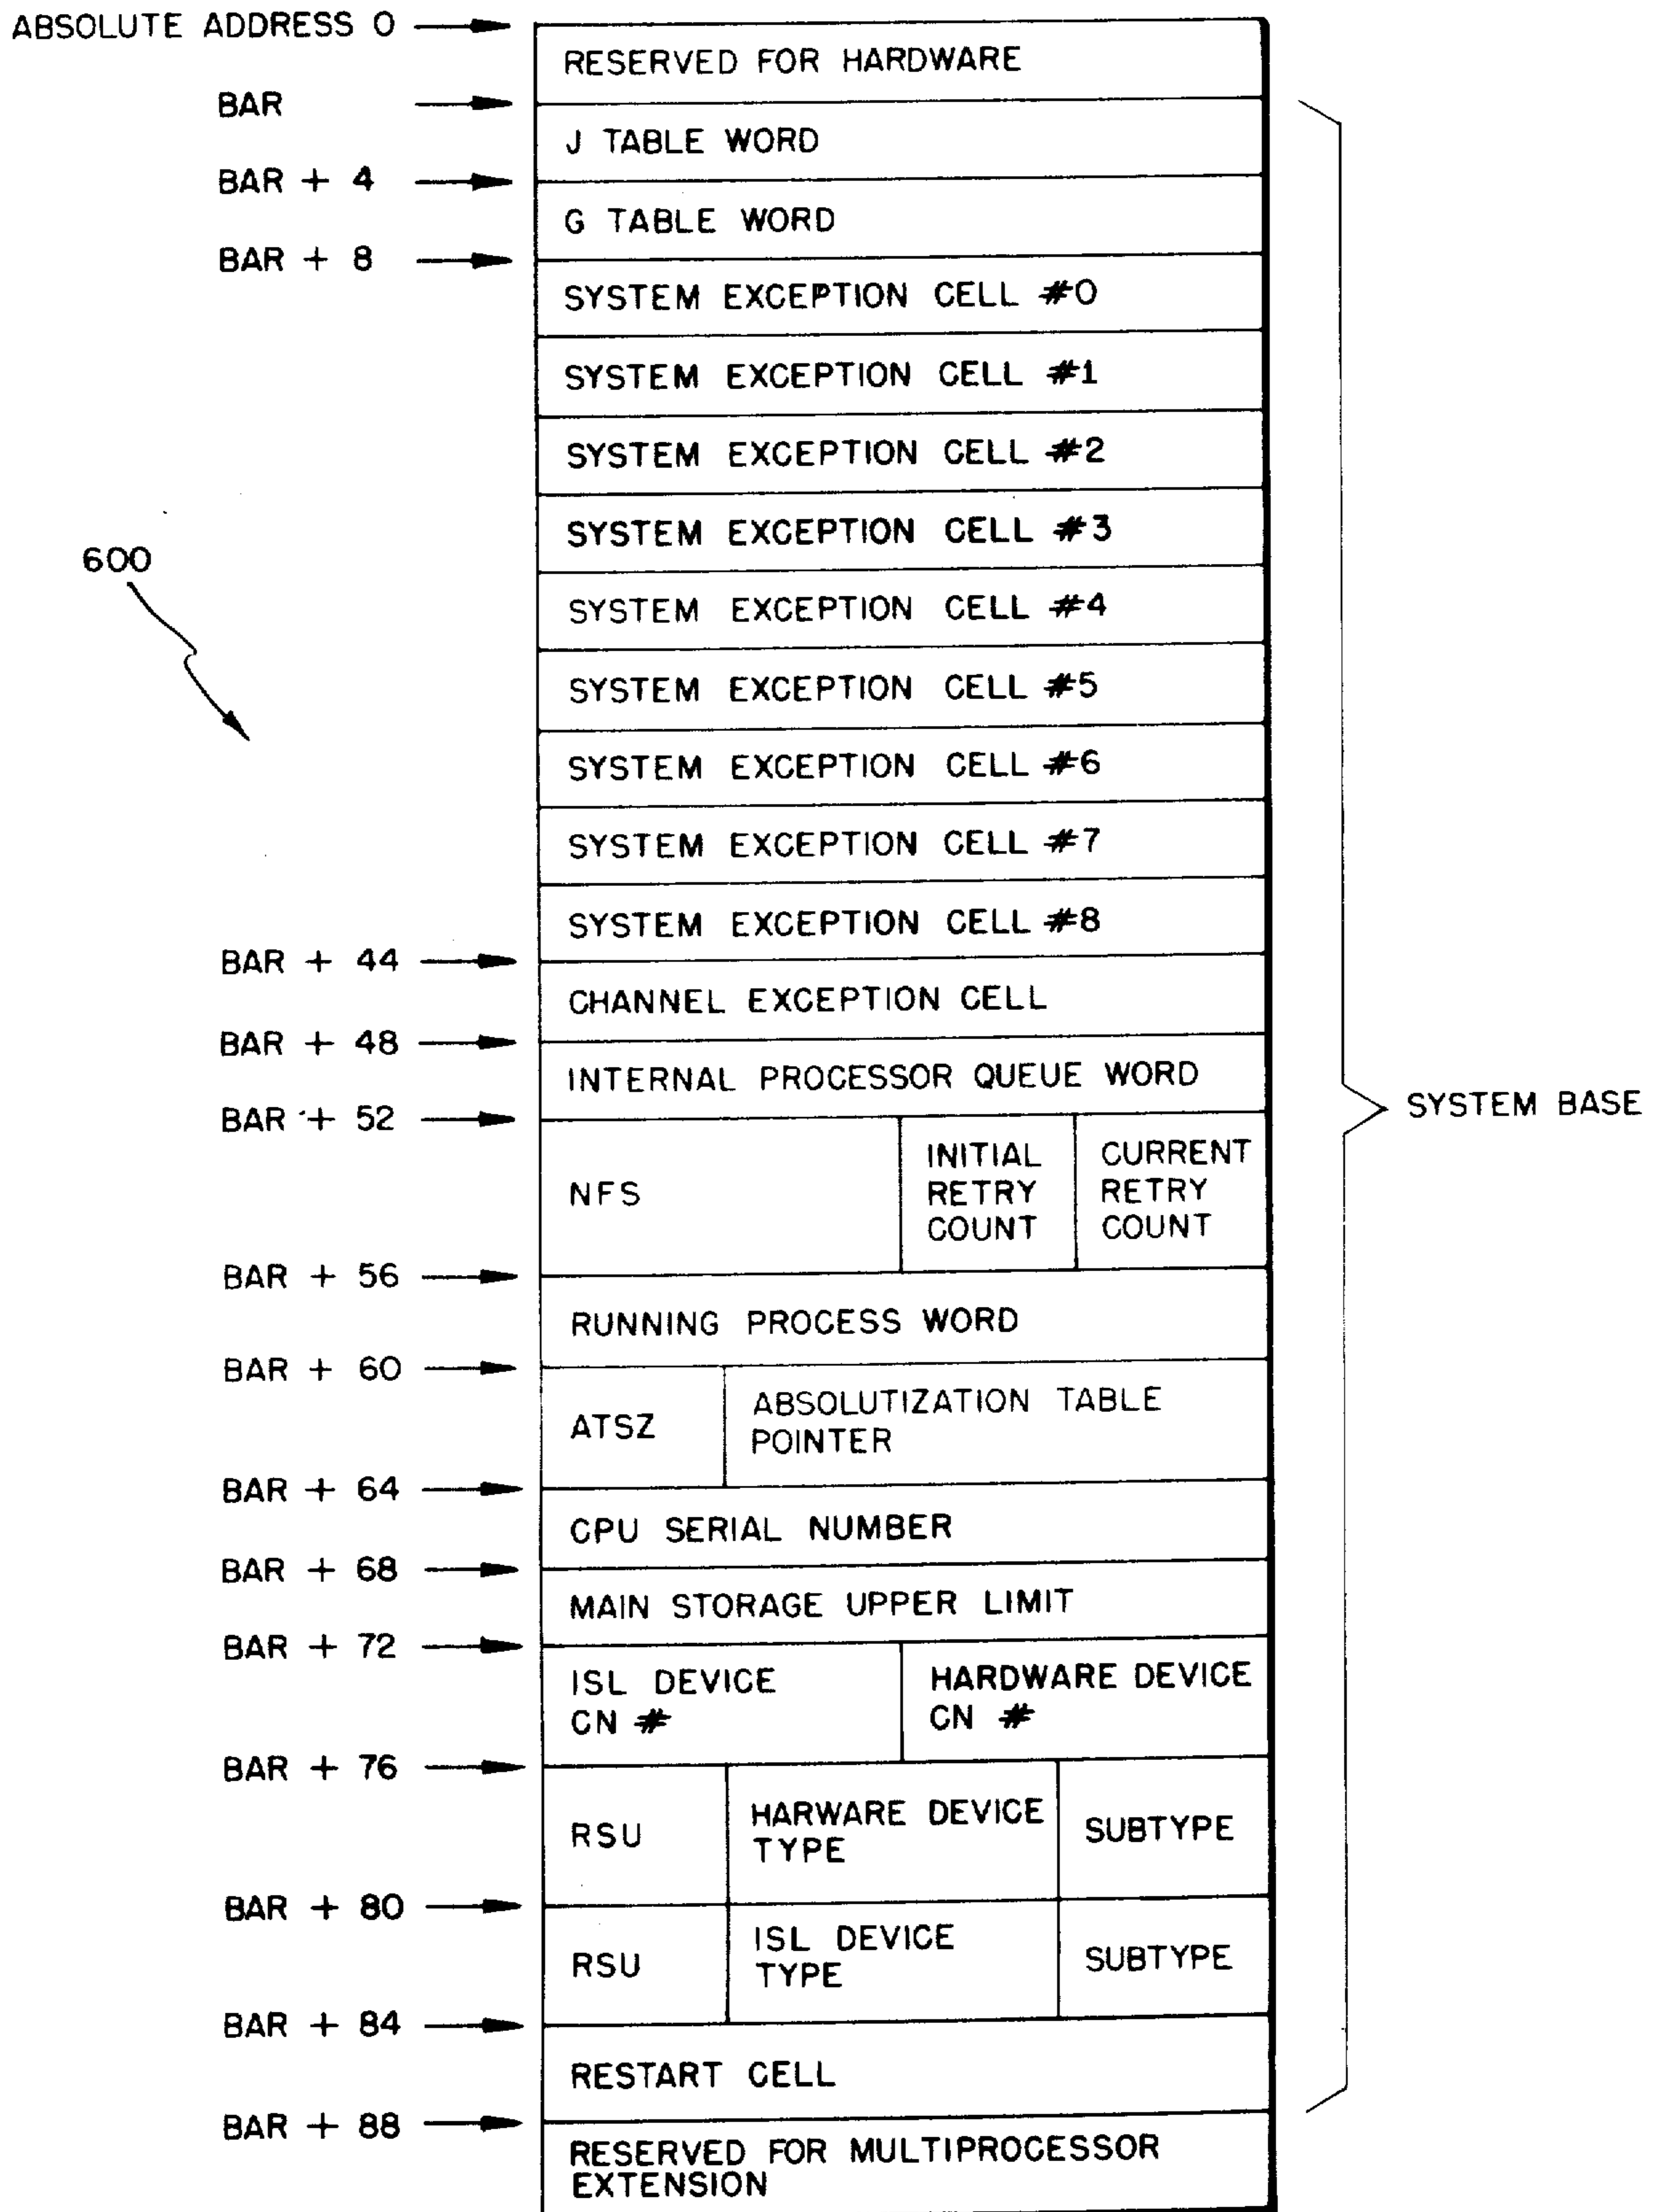 ABSOLUTE ADDRESS 0
RESERVED FOR HARDWARE
BAR
J TABLE WORD
BAR + 4
G TABLE WORD
BAR + 8
SYSTEM EXCEPTION CELL #0
SYSTEM EXCEPTION CELL #1
SYSTEM EXCEPTION CELL #2
SYSTEM EXCEPTION CELL #3
600
SYSTEM EXCEPTION CELL #4
SYSTEM EXCEPTION CELL #5
SYSTEM EXCEPTION CELL #6
SYSTEM EXCEPTION CELL #7
SYSTEM EXCEPTION CELL #8
BAR + 44
CHANNEL EXCEPTION CELL
BAR + 48
INTERNAL PROCESSOR QUEUE WORD
SYSTEM BASE
BAR + 52
NFS
INITIAL
RETRY
COUNT
CURRENT
RETRY
COUNT
BAR + 56
RUNNING PROCESS WORD
BAR + 60
ATSZ
ABSOLUTIZATION TABLE
POINTER
BAR + 64
CPU SERIAL NUMBER
BAR + 68
MAIN STORAGE UPPER LIMIT
BAR + 72
ISL DEVICE
CN #
HARDWARE DEVICE
CN #
BAR + 76
RSU
HARWARE DEVICE
TYPE
SUBTYPE
BAR + 80
RSU
ISL DEVICE
TYPE
SUBTYPE
BAR + 84
RESTART CELL
BAR + 88
RESERVED FOR MULTIPROCESSOR
EXTENSION